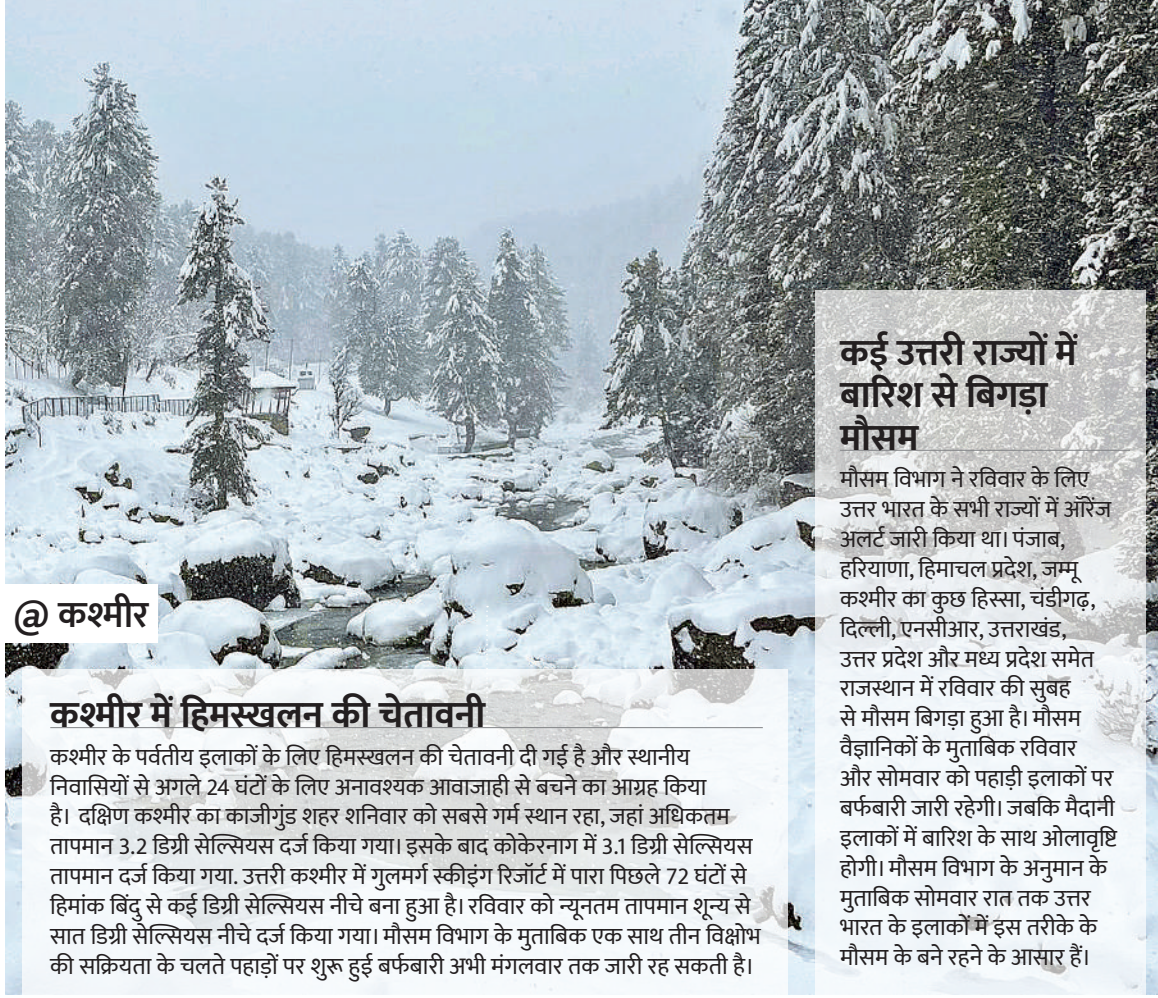 @ कश्मीर
कश्मीर में हिमस्खलन की चेतावनी
कश्मीर के पर्वतीय इलाकों के लिए हिमस्खलन की चेतावनी दी गई है और स्थानीय
निवासियों से अगले 24 घंटों के लिए अनावश्यक आवाजाही से बचने का आग्रह किया
है। दक्षिण कश्मीर का काजीगुंड शहर शनिवार को सबसे गर्म स्थान रहा, जहां अधिकतम
तापमान 3.2 डिग्री सेल्सियस दर्ज किया गया। इसके बाद कोकेरनाग में 3.1 डिग्री सेल्सियस
तापमान दर्ज किया गया. उत्तरी कश्मीर में गुलमर्ग स्कीइंग रिजॉर्ट में पारा पिछले 72 घंटों से
हिमांक बिंदु से कई डिग्री सेल्सियस नीचे बना हुआ है। रविवार को न्यूनतम तापमान शून्य से
सात डिग्री सेल्सियस नीचे दर्ज किया गया। मौसम विभाग के मुताबिक एक साथ तीन विक्षोभ
की सक्रियता के चलते पहाड़ों पर शुरू हुई बर्फबारी अभी मंगलवार तक जारी रह सकती है।
कई उत्तरी राज्यों में
बारिश से बिगड़ा
मौसम
मौसम विभाग ने रविवार के लिए
उत्तर भारत के सभी राज्यों में ऑरेंज
अलर्ट जारी किया था। पंजाब,
हरियाणा, हिमाचल प्रदेश, जम्मू
कश्मीर का कुछ हिस्सा, चंडीगढ़,
दिल्ली, एनसीआर, उत्तराखंड,
उत्तर प्रदेश और मध्य प्रदेश समेत
राजस्थान में रविवार की सुबह
से मौसम बिगड़ा हुआ है। मौसम
वैज्ञानिकों के मुताबिक रविवार
और सोमवार को पहाड़ी इलाकों पर
बर्फबारी जारी रहेगी। जबकि मैदानी
इलाकों में बारिश के साथ ओलावृष्टि
होगी। मौसम विभाग के अनुमान के
मुताबिक सोमवार रात तक उत्तर
भारत के इलाकों में इस तरीके के
मौसम के बने रहने के आसार हैं।